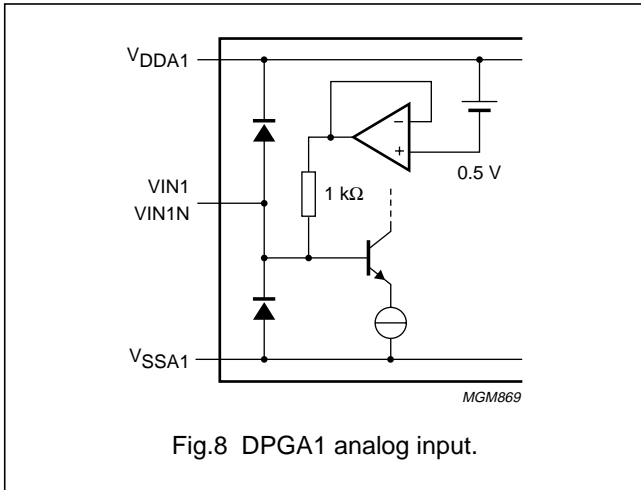 VDDA1
−
+
0.5 V
VIN1
VIN1N
1 kΩ
VSSA1
MGM869
Fig.8 DPGA1 analog input.